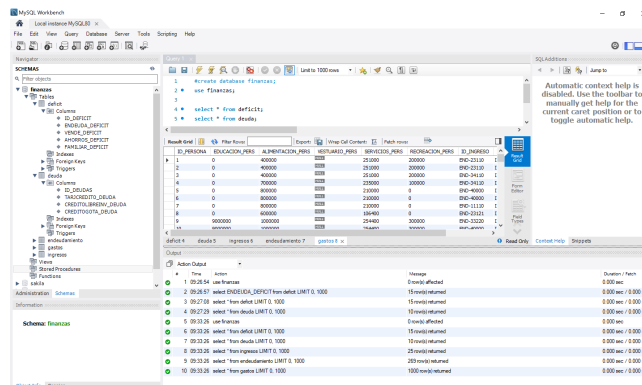 MySQL Workbench
Local instance MySQL80 ×
File Edit View Query Database Server Tools Scripting Help
Navigator
SCHEMAS
Filter objects
finanzas
Tables
deficit
Columns
ID_DEFICIT
ENDEUDA_DEFICIT
VENDE_DEFICIT
AHORROS_DEFICIT
FAMILIAR_DEFICIT
Indexes
Foreign Keys
Triggers
deuda
Columns
ID_DEUDAS
TARJCREDITO_DEUDA
CREDITOLIBREINV_DEUDA
CREDITOGOTA_DEUDA
Indexes
Foreign Keys
Triggers
endeudamiento
gastos
ingresos
Views
Stored Procedures
Functions
sakila
Administration Schemas
Information
Schema: finanzas
Query 1
Limit to 1000 rows
1 #create database finanzas;
2 use finanzas;
3
4 select * from deficit;
5 select * from deuda;
Result Grid Filter Rows: Export: Wrap Cell Content: Fetch rows:
ID_PERSONA EDUCACION_PERS ALIMENTACION_PERS VESTUARIO_PERS SERVICIOS_PERS RECREACION_PERS ID_INGRESO
1 0 400000 NULL 251000 200000 END-23110
2 0 400000 NULL 251000 200000 END-23110
3 0 400000 NULL 251000 200000 END-23110
4 0 700000 NULL 235000 100000 END-34110
5 0 800000 NULL 210000 0 END-40000
6 0 800000 NULL 210000 0 END-40000
7 0 800000 NULL 210000 0 END-11110
8 0 600000 NULL 106400 0 END-23121
9 9800000 1000000 NULL 254400 300000 END-33220
Result Grid
Form Editor
Field Types
deficit 4 deuda 5 ingresos 6 endeudamiento 7 gastos 8 ×
Read Only
Context Help Snippets
SQLAdditions
Jump to
Automatic context help is
disabled. Use the toolbar to
manually get help for the
current caret position or to
toggle automatic help.
Output
Action Output
# Time Action Message Duration / Fetch
1 09:26:54 use finanzas 0 row(s) affected 0.000 sec
2 09:26:57 select ENDEUDA_DEFICIT from deficit LIMIT 0, 1000 15 row(s) returned 0.000 sec / 0.000
3 09:27:08 select * from deficit LIMIT 0, 1000 15 row(s) returned 0.000 sec / 0.000
4 09:27:29 select * from deuda LIMIT 0, 1000 10 row(s) returned 0.000 sec / 0.000
5 09:33:26 use finanzas 0 row(s) affected 0.000 sec
6 09:33:26 select * from deficit LIMIT 0, 1000 15 row(s) returned 0.000 sec / 0.000
7 09:33:26 select * from deuda LIMIT 0, 1000 10 row(s) returned 0.000 sec / 0.000
8 09:33:26 select * from ingresos LIMIT 0, 1000 25 row(s) returned 0.000 sec / 0.000
9 09:33:26 select * from endeudamiento LIMIT 0, 1000 269 row(s) returned 0.000 sec / 0.000
10 09:33:26 select * from gastos LIMIT 0, 1000 1000 row(s) returned 0.000 sec / 0.000